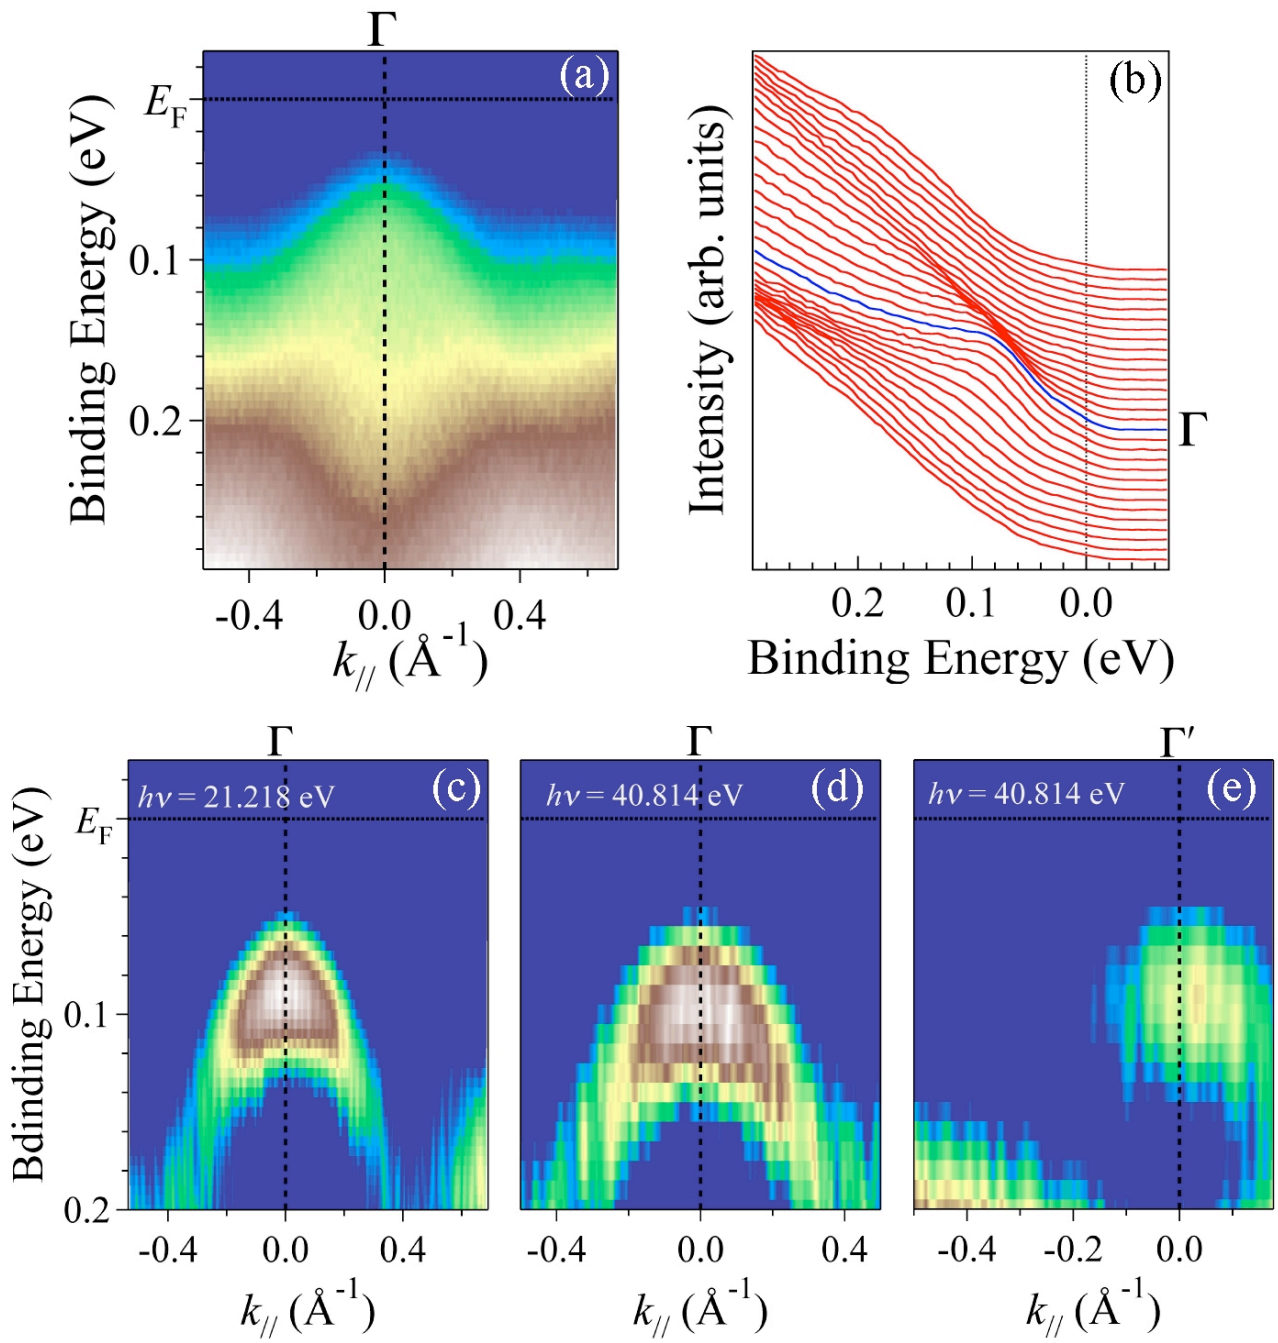 Γ
(a)
E_F
0.1
0.2
Binding Energy (eV)
-0.4 0.0 0.4
k_// (Å^-1)
(b)
Intensity (arb. units)
Γ
0.2 0.1 0.0
Binding Energy (eV)
Γ
hν = 21.218 eV
(c)
E_F
0.1
0.2
Bdinding Energy (eV)
-0.4 0.0 0.4
k_// (Å^-1)
Γ
hν = 40.814 eV
(d)
-0.4 0.0 0.4
k_// (Å^-1)
Γ′
hν = 40.814 eV
(e)
-0.4 -0.2 0.0
k_// (Å^-1)